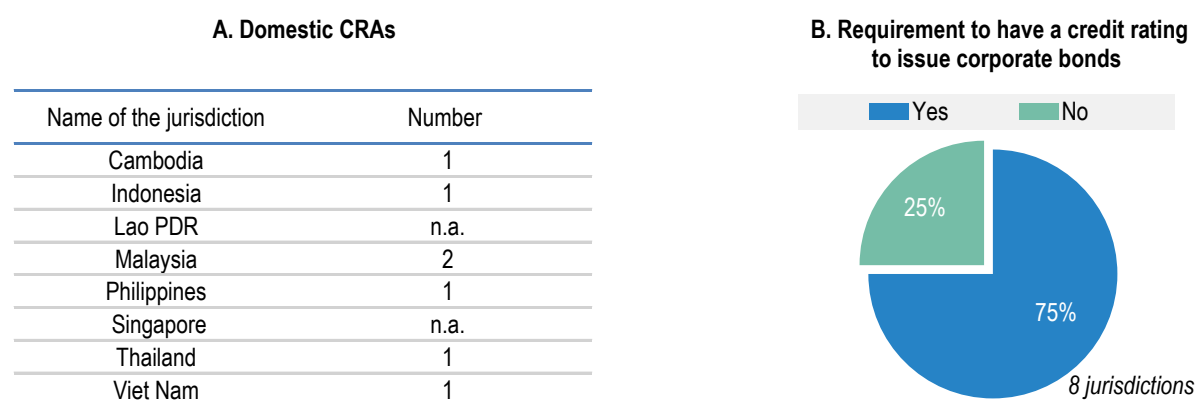 A. Domestic CRAs
Name of the jurisdiction Number
Cambodia 1
Indonesia 1
Lao PDR n.a.
Malaysia 2
Philippines 1
Singapore n.a.
Thailand 1
Viet Nam 1
B. Requirement to have a credit rating
to issue corporate bonds
Yes No
25%
75%
8 jurisdictions